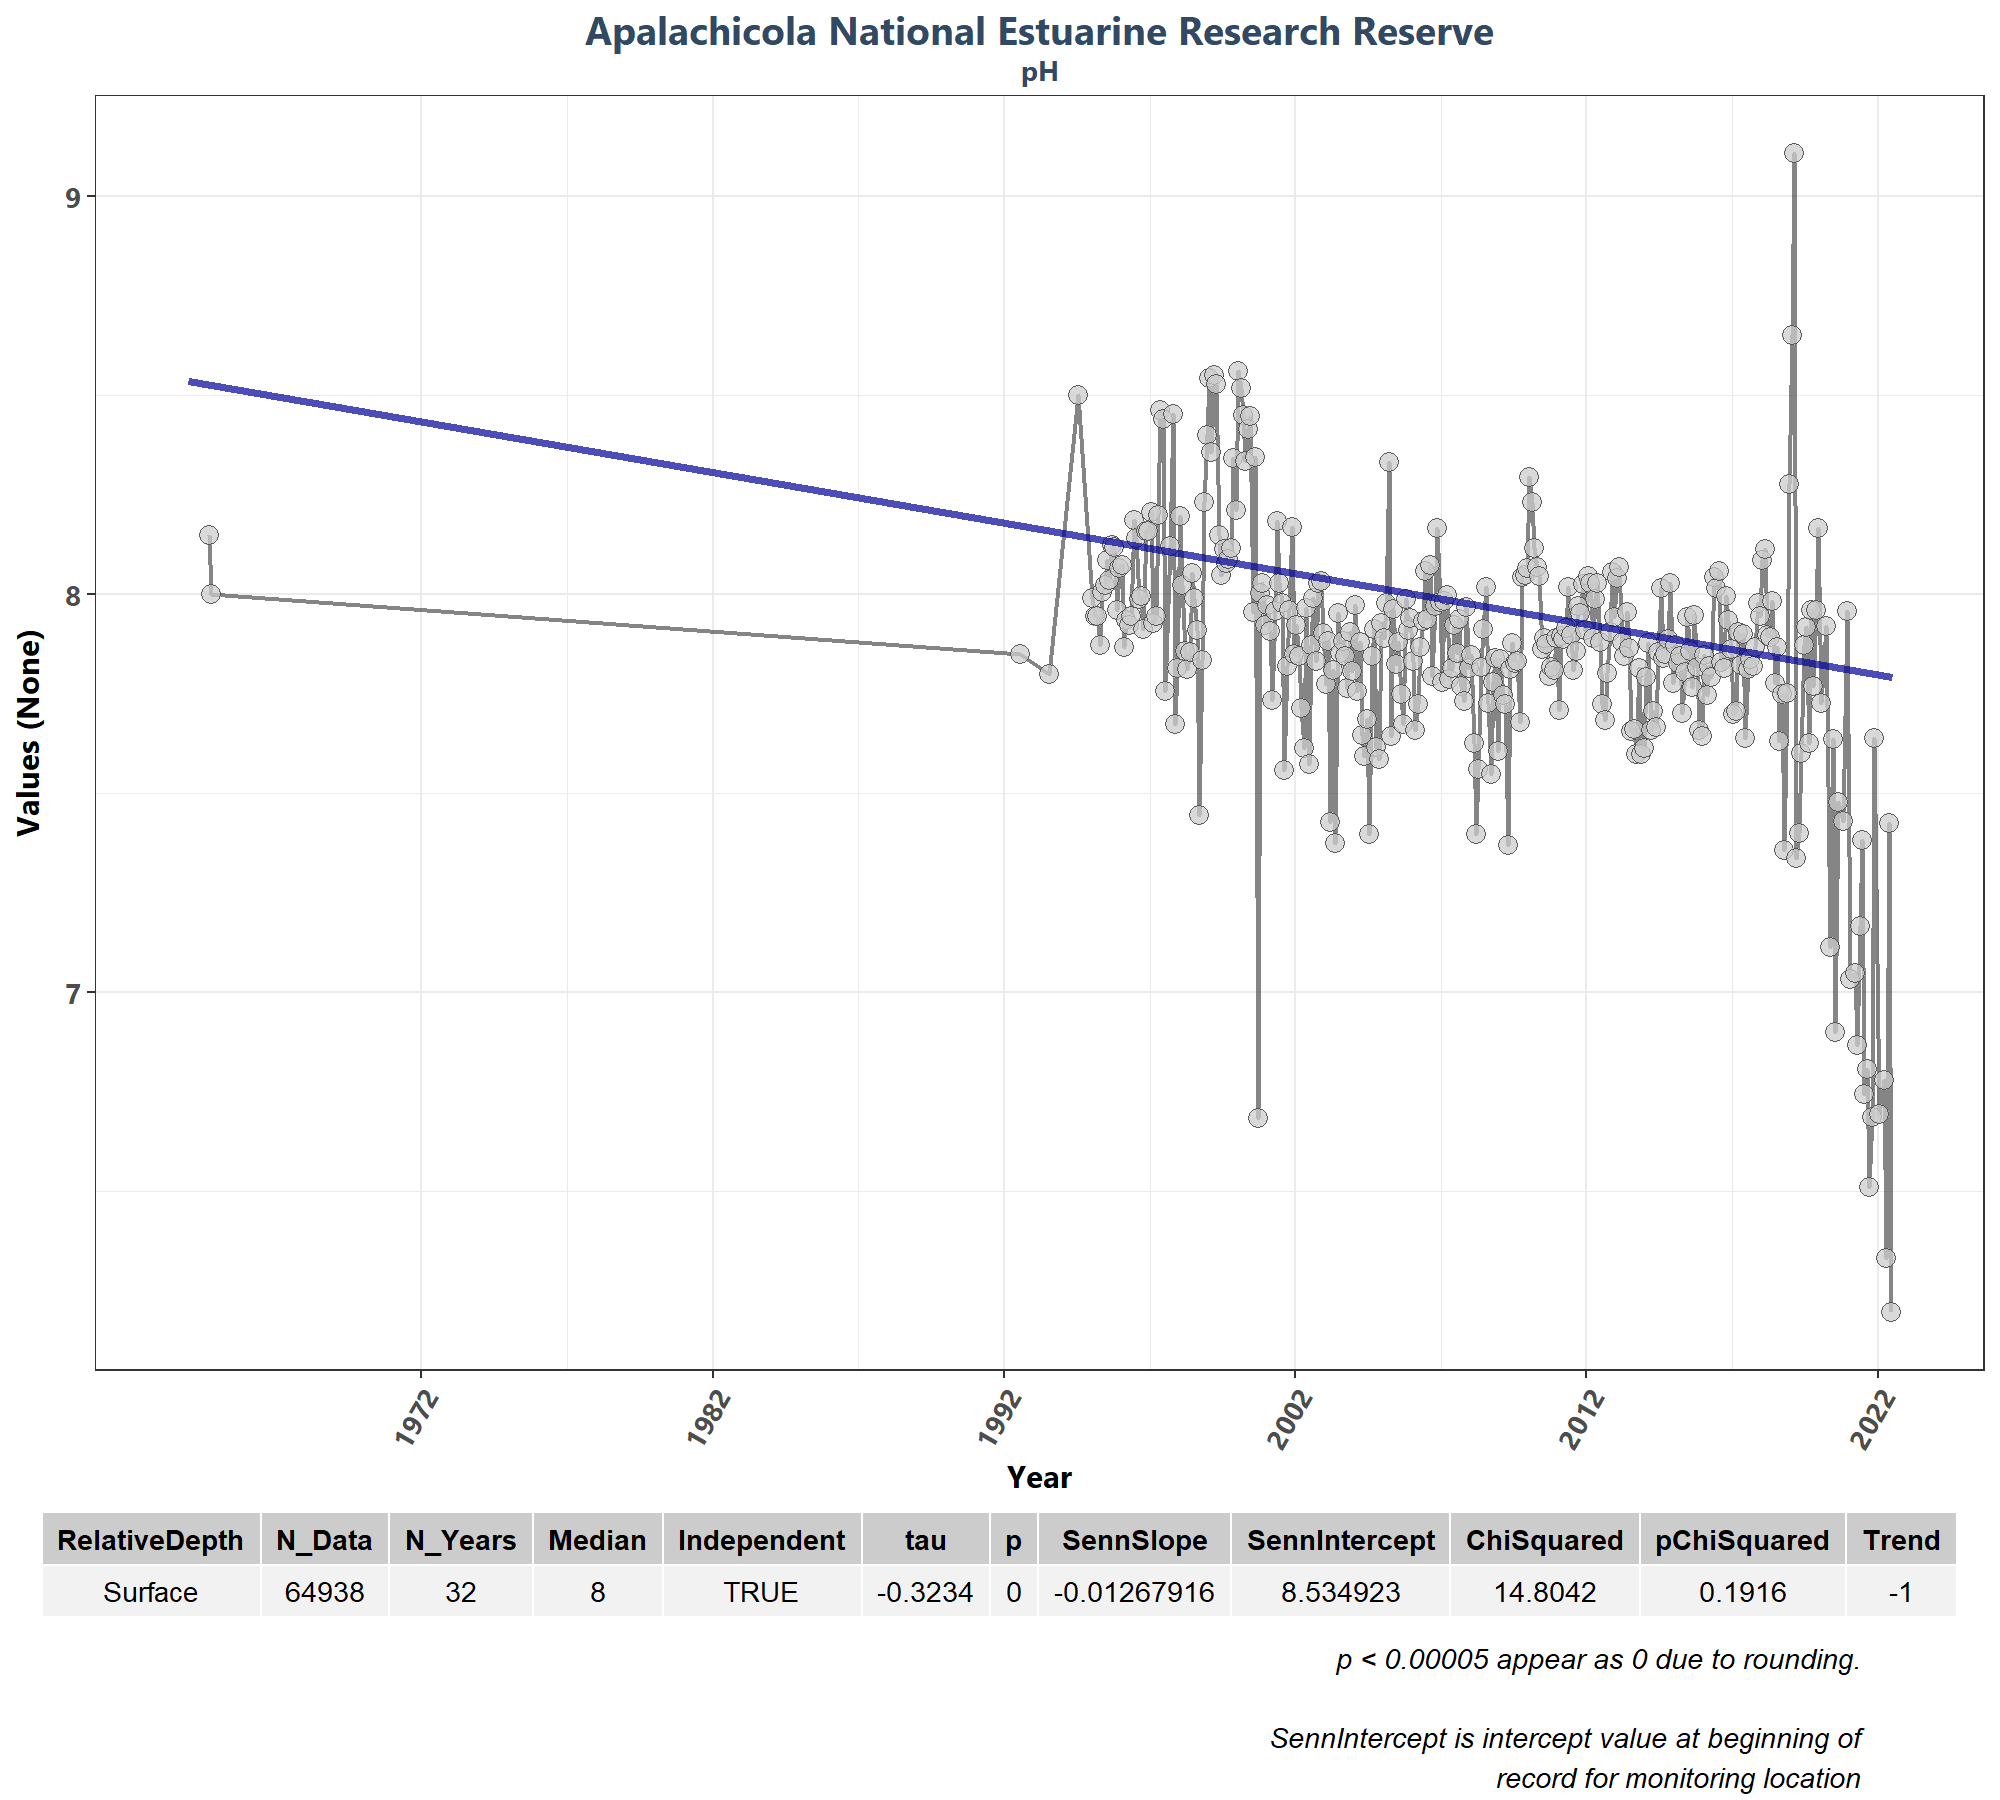 Apalachicola National Estuarine Research Reserve
pH
Values (None)
9
8
7
1972
1982
1992
2002
2012
2022
Year
RelativeDepth N_Data N_Years Median Independent tau p SennSlope SennIntercept ChiSquared pChiSquared Trend
Surface 64938 32 8 TRUE -0.3234 0 -0.01267916 8.534923 14.8042 0.1916 -1
p < 0.00005 appear as 0 due to rounding.
SennIntercept is intercept value at beginning of
record for monitoring location